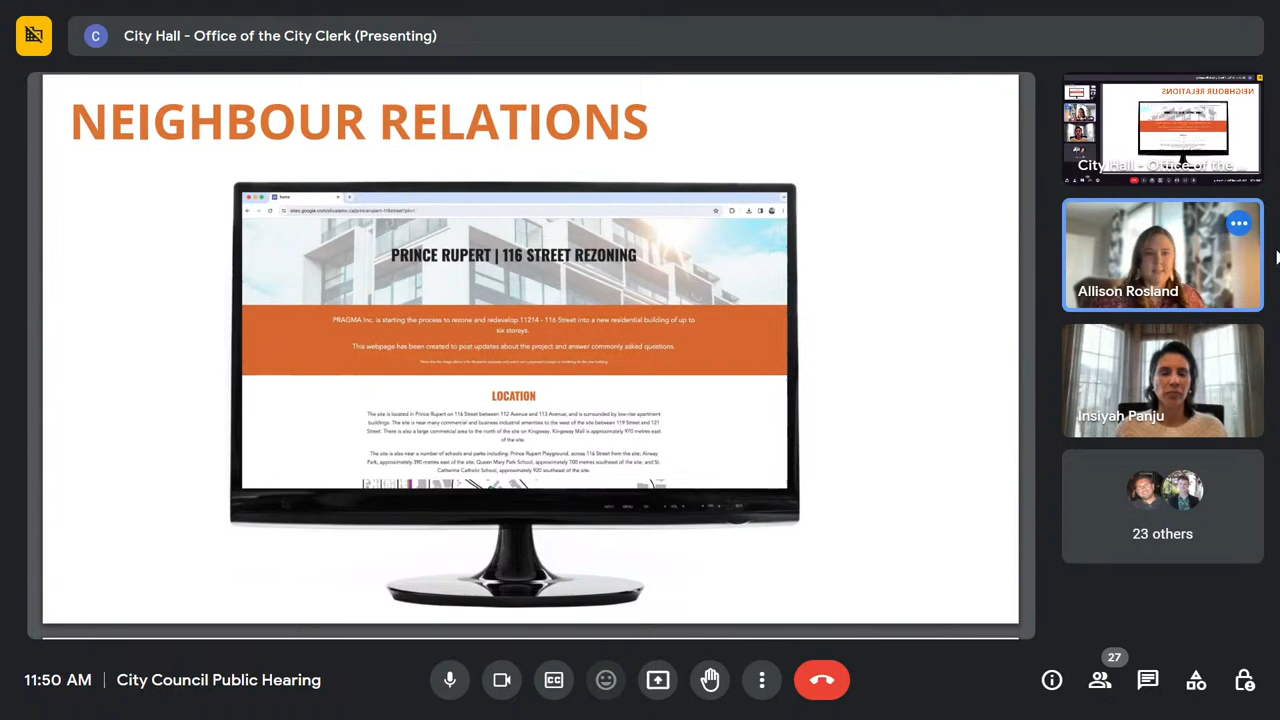 City Hall - Office of the City Clerk (Presenting)
NEIGHBOUR RELATIONS
home
PRINCE RUPERT | 116 STREET REZONING
PRAGMA Inc. is starting the process to rezone and redevelop 11214 - 116 Street into a new residential building of up to
six storeys.
This webpage has been created to post updates about the project and answer commonly asked questions.
LOCATION
The site is located in Prince Rupert on 116 Street between 112 Avenue and 113 Avenue, and is surrounded by low-rise apartment
buildings. The site is near many commercial and business industrial amenities to the west of the site between 119 Street and 121
Street. There is also a large commercial area to the north of the site on Kingsway. Kingsway Mall is approximately 970 metres east
of the site.
The site is also near a number of schools and parks including: Prince Rupert Playground, across 116 Street from the site; Airway
Park, approximately 390 metres east of the site; Queen Mary Park School, approximately 700 metres southeast of the site; and St.
Catherine Catholic School, approximately 920 southeast of the site.
NEIGHBOUR RELATIONS
City Hall - Office of the ...
Allison Rosland
Insiyah Panju
23 others
11:50 AM | City Council Public Hearing
27